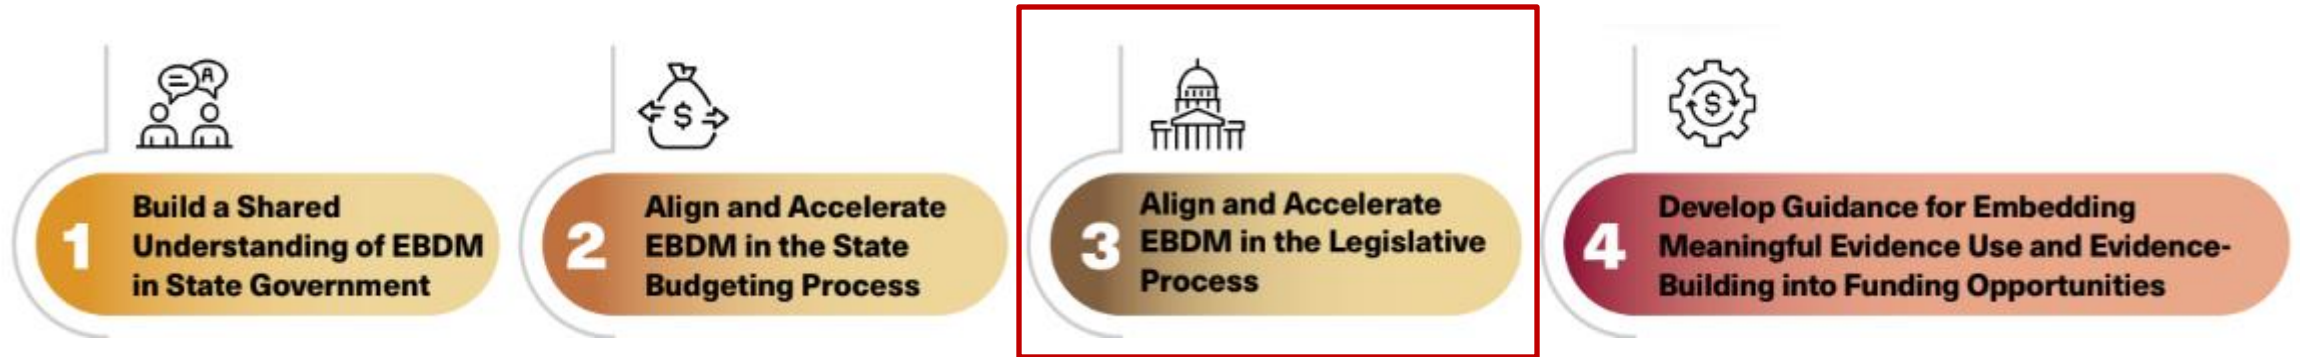 A
$
$
1
Build a Shared
Understanding of EBDM
in State Government
2
Align and Accelerate
EBDM in the State
Budgeting Process
3
Align and Accelerate
EBDM in the Legislative
Process
4
Develop Guidance for Embedding
Meaningful Evidence Use and Evidence-
Building into Funding Opportunities